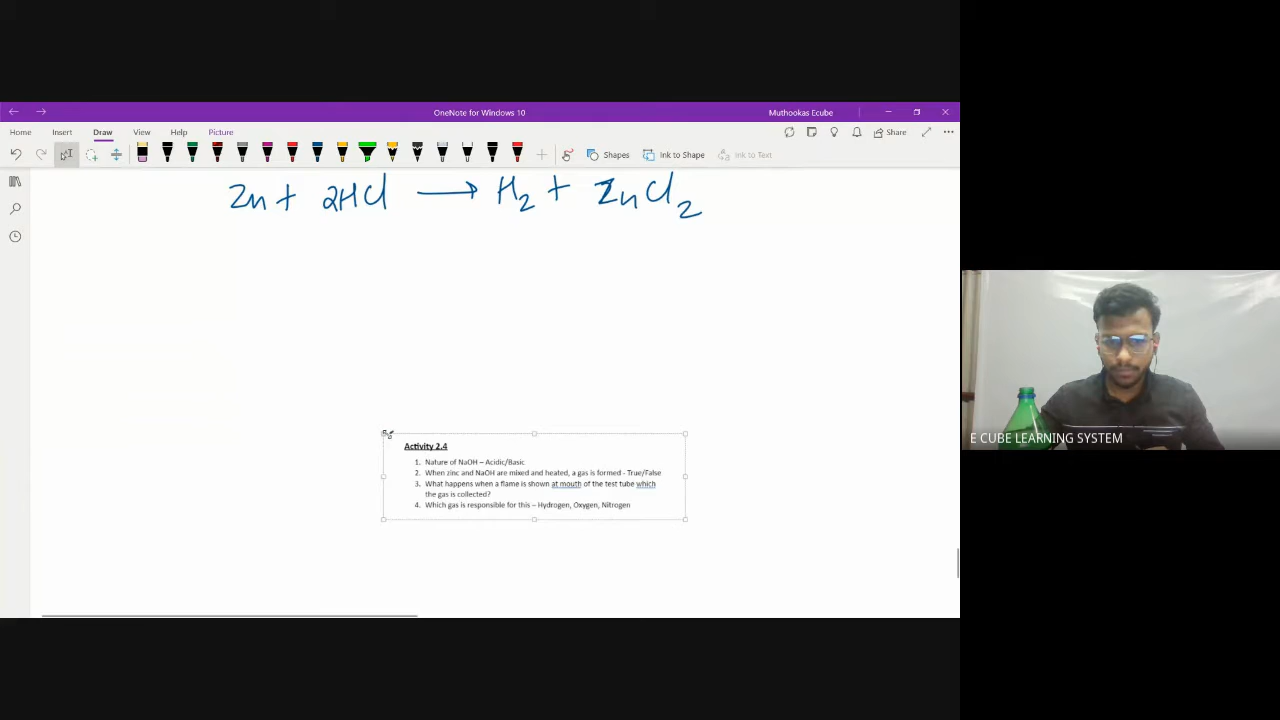 OneNote for Windows 10
Muthookas Ecube
Home Insert Draw View Help Picture
Share
Shapes Ink to Shape Ink to Text
Zn + 2HCl → H2 + ZnCl2
Activity 2.4
1. Nature of NaOH – Acidic/Basic
2. When zinc and NaOH are mixed and heated, a gas is formed - True/False
3. What happens when a flame is shown at mouth of the test tube which
the gas is collected?
4. Which gas is responsible for this – Hydrogen, Oxygen, Nitrogen
E CUBE LEARNING SYSTEM